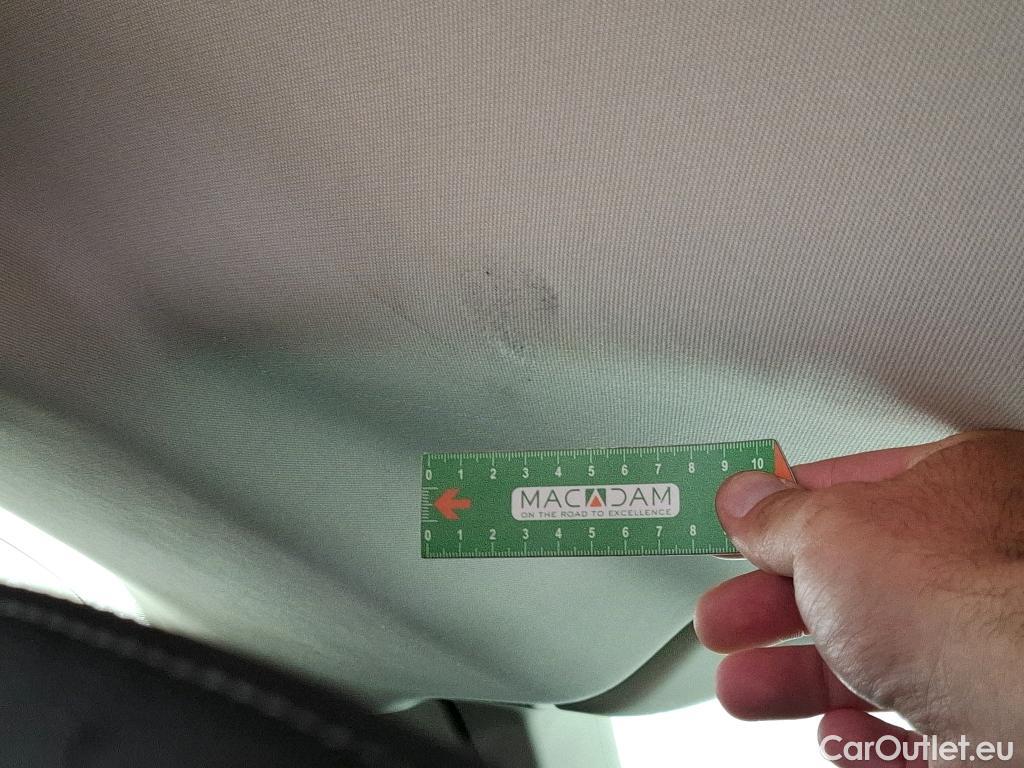 0 1 2 3 4 5 6 7 8 9 10
MACADAM
ON THE ROAD TO EXCELLENCE
0 1 2 3 4 5 6 7 8
CarOutlet.eu